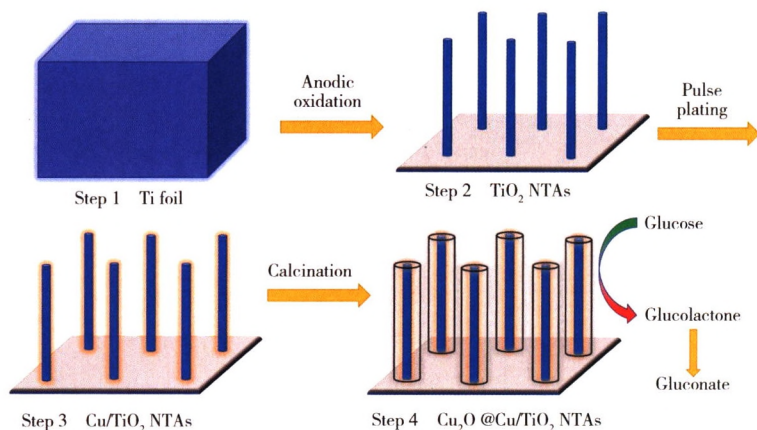 Anodic
oxidation
Pulse
plating
Step 1 Ti foil
Step 2 TiO₂ NTAs
Calcination
Glucose
Glucolactone
Gluconate
Step 3 Cu/TiO₂ NTAs
Step 4 Cu₂O @Cu/TiO₂ NTAs